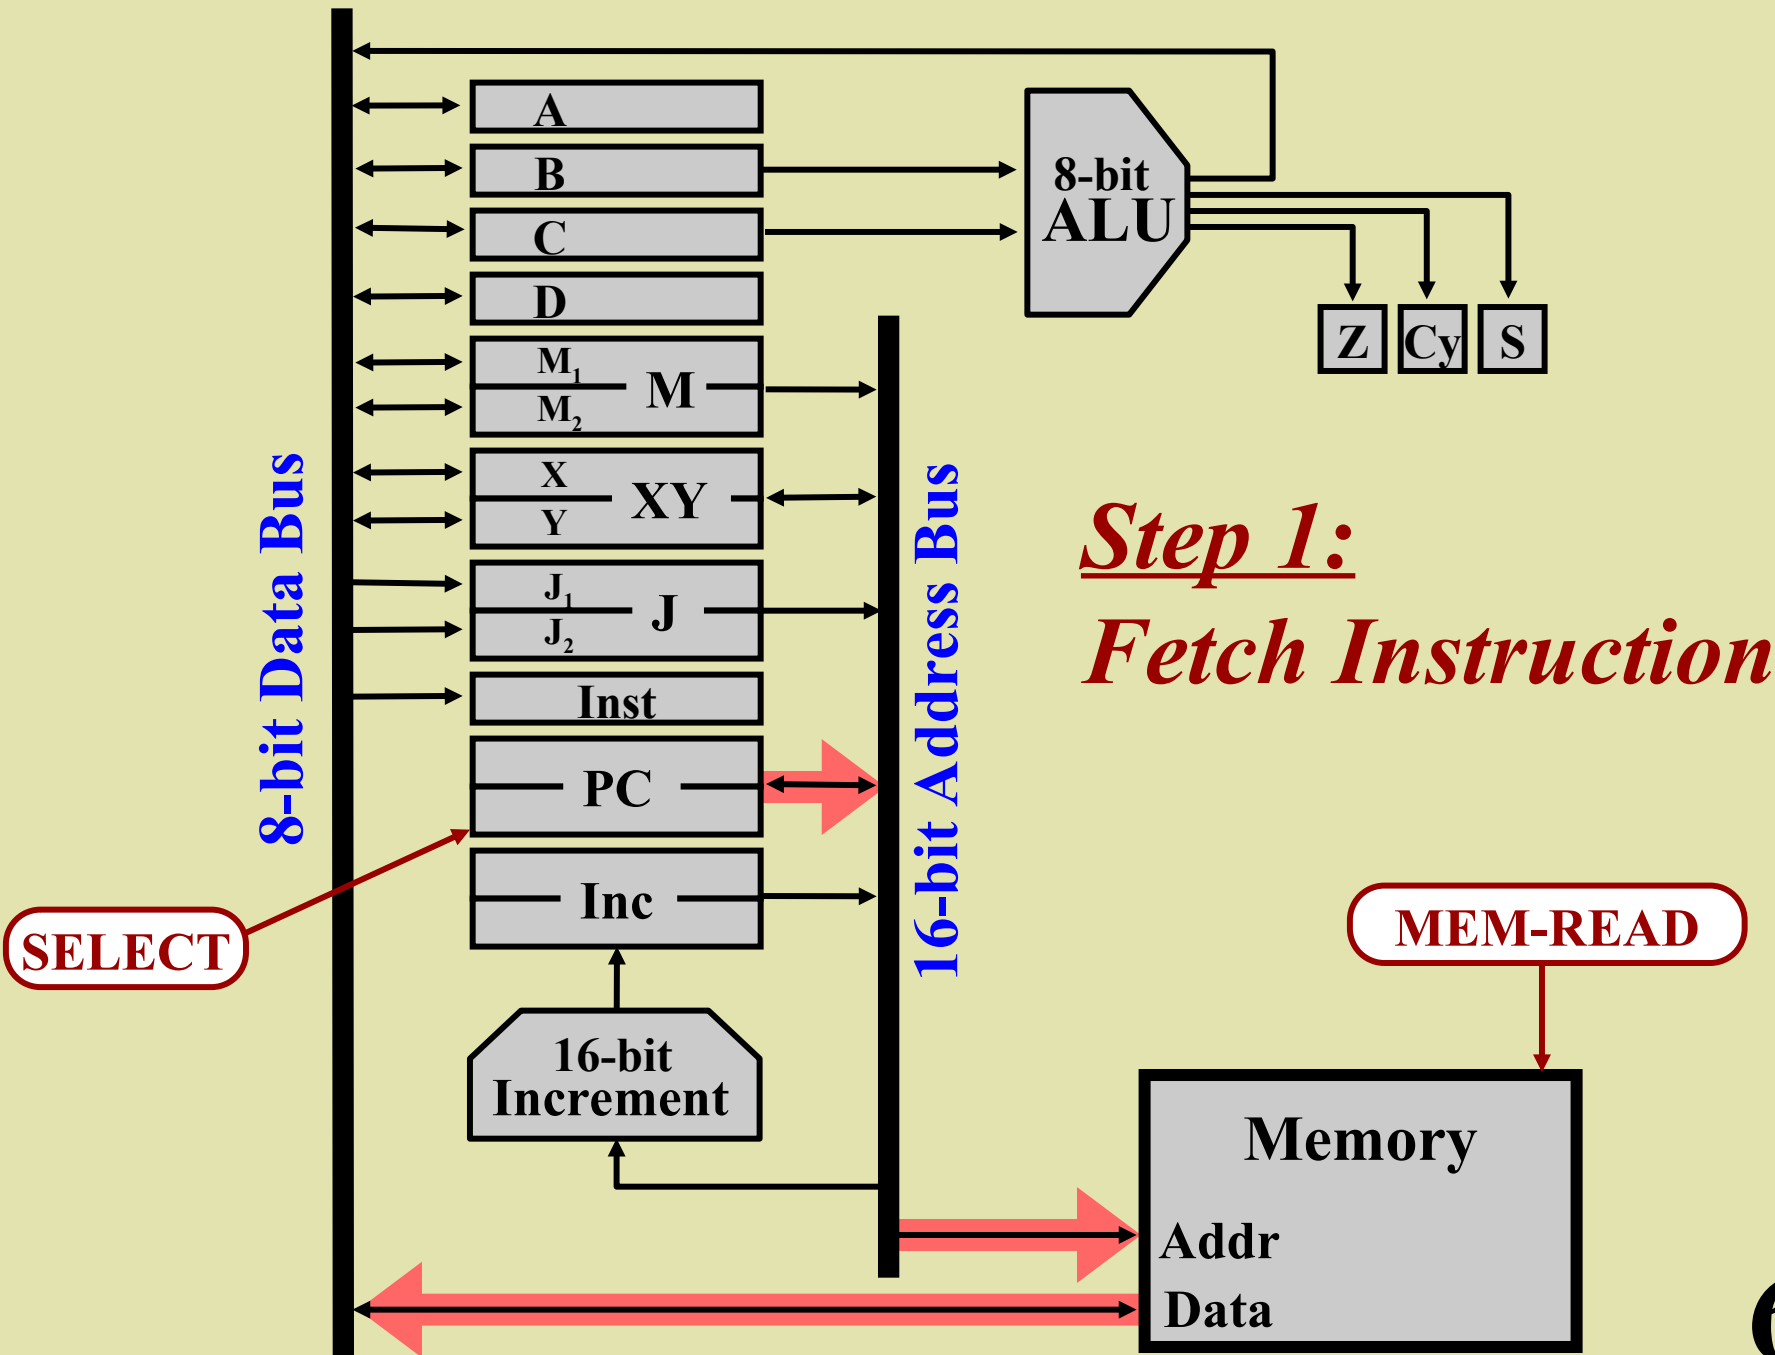 A
B
C
D
M₁
M₂
M
X
Y
XY
J₁
J₂
J
Inst
PC
Inc
16-bit
Increment
8-bit
ALU
Z
Cy
S
8-bit Data Bus
16-bit Address Bus
Step 1:
Fetch Instruction
SELECT
MEM-READ
Memory
Addr
Data